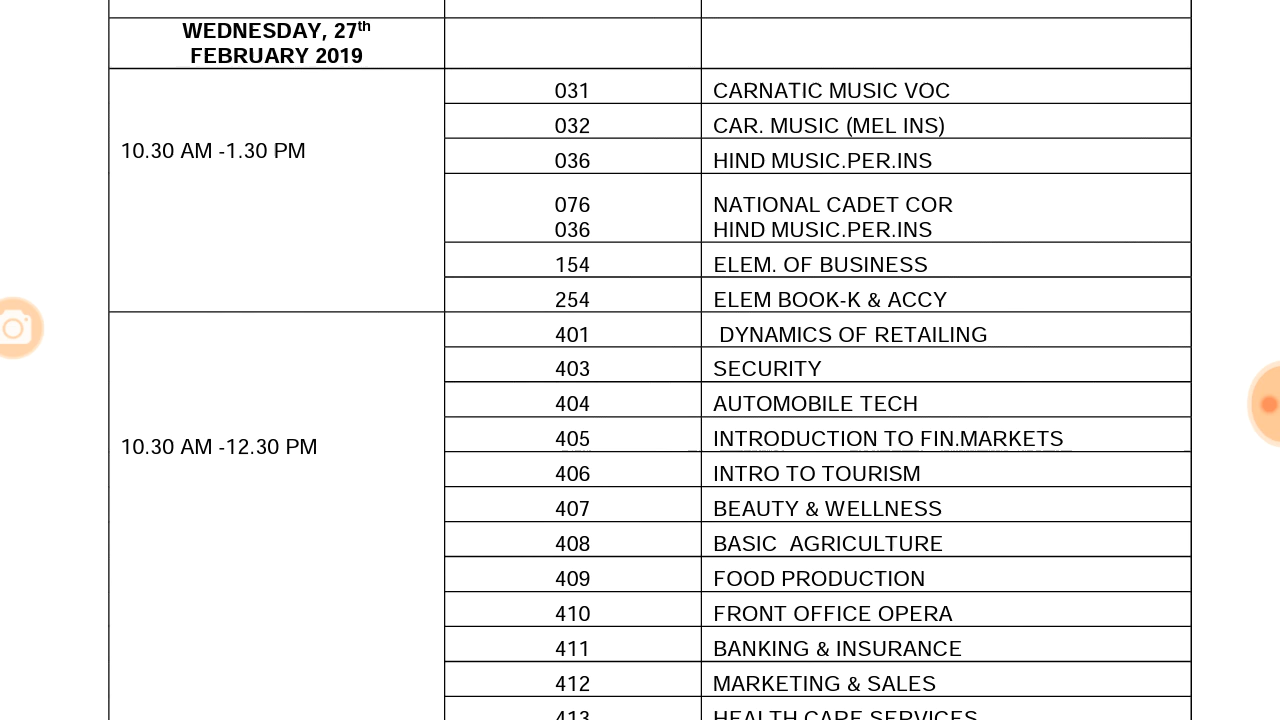 WEDNESDAY, 27th
FEBRUARY 2019
10.30 AM -1.30 PM
031 CARNATIC MUSIC VOC
032 CAR. MUSIC (MEL INS)
036 HIND MUSIC.PER.INS
076 NATIONAL CADET COR
036 HIND MUSIC.PER.INS
154 ELEM. OF BUSINESS
254 ELEM BOOK-K & ACCY
10.30 AM -12.30 PM
401 DYNAMICS OF RETAILING
403 SECURITY
404 AUTOMOBILE TECH
405 INTRODUCTION TO FIN.MARKETS
406 INTRO TO TOURISM
407 BEAUTY & WELLNESS
408 BASIC  AGRICULTURE
409 FOOD PRODUCTION
410 FRONT OFFICE OPERA
411 BANKING & INSURANCE
412 MARKETING & SALES
413 HEALTH CARE SERVICES